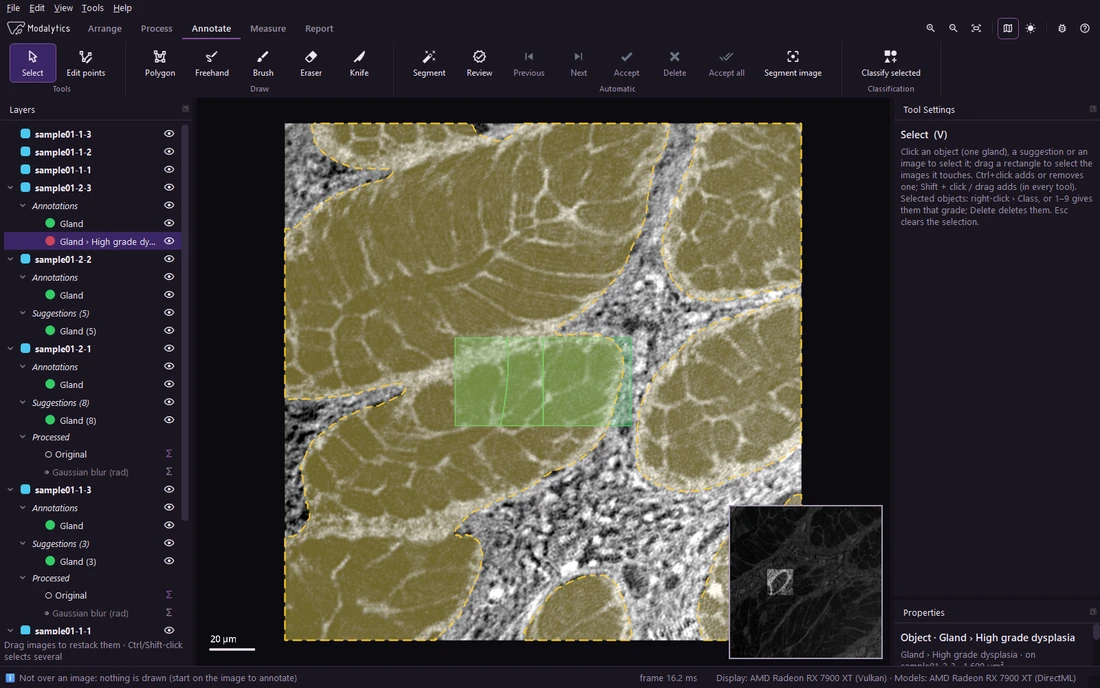 File Edit View Tools Help
Modalytics Arrange Process Annotate Measure Report
Select Edit points Polygon Freehand Brush Eraser Knife Segment Review Previous Next Accept Delete Accept all Segment image Classify selected
Tools Draw Automatic Classification
Layers
sample01-1-3
sample01-1-2
sample01-1-1
sample01-2-3
Annotations
Gland
Gland › High grade dy...
sample01-2-2
Annotations
Gland
Suggestions (5)
Gland (5)
sample01-2-1
Annotations
Gland
Suggestions (8)
Gland (8)
Processed
Original Σ
Gaussian blur (rad) Σ
sample01-1-3
Annotations
Gland
Suggestions (3)
Gland (3)
Processed
Original Σ
Gaussian blur (rad) Σ
sample01-1-1
Drag images to restack them · Ctrl/Shift-click
selects several
20 µm
Tool Settings
Select (V)
Click an object (one gland), a suggestion or an
image to select it; drag a rectangle to select the
images it touches. Ctrl+click adds or removes
one; Shift + click / drag adds (in every tool).
Selected objects: right-click › Class, or 1–9 gives
them that grade; Delete deletes them. Esc
clears the selection.
Properties
Object · Gland › High grade dysplasia
Gland › High grade dysplasia · on
Not over an image: nothing is drawn (start on the image to annotate)
frame 16.2 ms Display: AMD Radeon RX 7900 XT (Vulkan) · Models: AMD Radeon RX 7900 XT (DirectML)